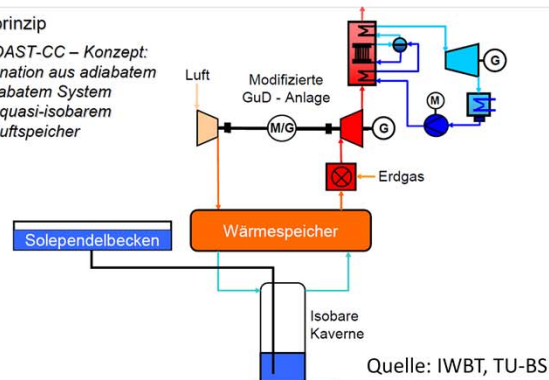 prinzip
OAST-CC – Konzept:
nation aus adiabatem
abatem System
quasi-isobarem
uftspeicher
Luft
Modifizierte
GuD - Anlage
M/G
G
G
M
Erdgas
Wärmespeicher
Solependelbecken
Isobare
Kaverne
Quelle: IWBT, TU-BS